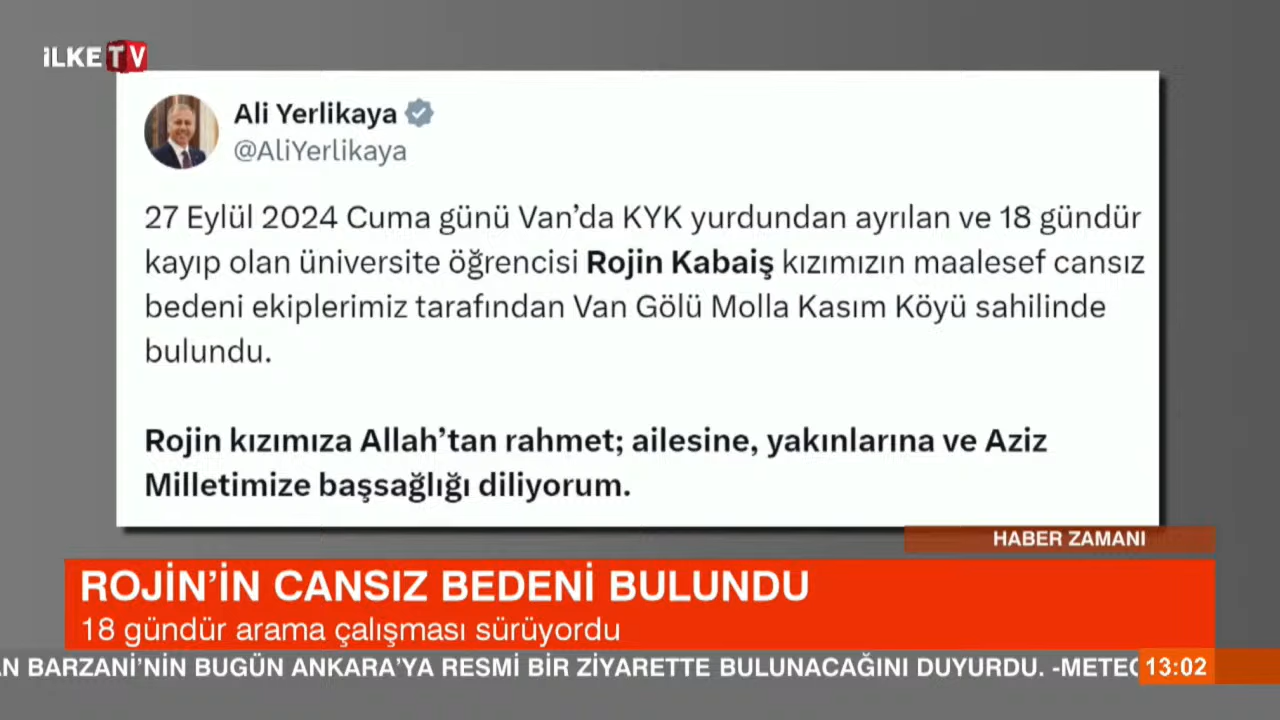 İLKE TV
Ali Yerlikaya
@AliYerlikaya
27 Eylül 2024 Cuma günü Van’da KYK yurdundan ayrılan ve 18 gündür
kayıp olan üniversite öğrencisi Rojin Kabaiş kızımızın maalesef cansız
bedeni ekiplerimiz tarafından Van Gölü Molla Kasım Köyü sahilinde
bulundu.
Rojin kızımıza Allah’tan rahmet; ailesine, yakınlarına ve Aziz
Milletimize başsağlığı diliyorum.
HABER ZAMANI
ROJİN’İN CANSIZ BEDENİ BULUNDU
18 gündür arama çalışması sürüyordu
BARZANİ’NİN BUGÜN ANKARA’YA RESMİ BİR ZİYARETTE BULUNACAĞINI DUYURDU. 13:02